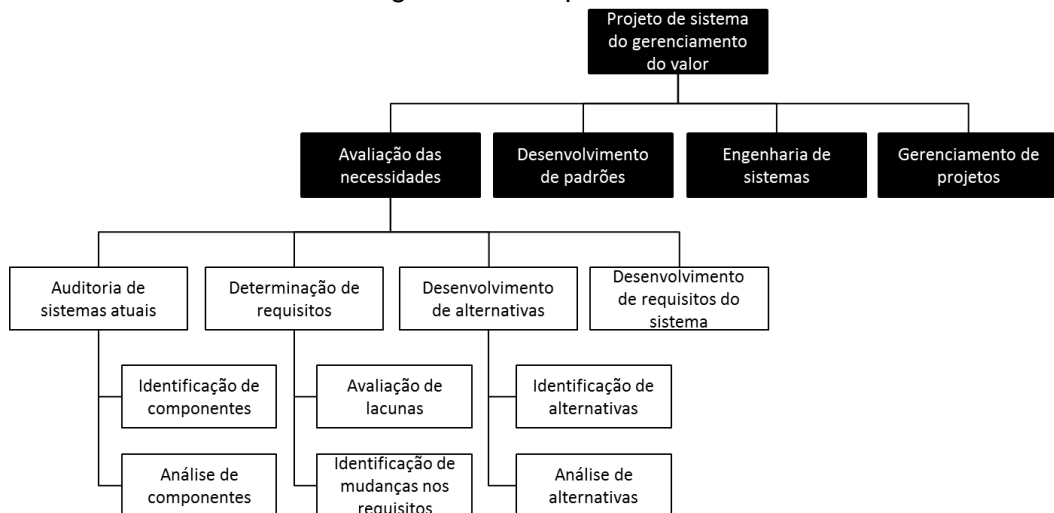 Projeto de sistema
do gerenciamento
do valor
Avaliação das
necessidades
Desenvolvimento
de padrões
Engenharia de
sistemas
Gerenciamento de
projetos
Auditoria de
sistemas atuais
Determinação de
requisitos
Desenvolvimento
de alternativas
Desenvolvimento
de requisitos do
sistema
Identificação de
componentes
Avaliação de
lacunas
Identificação de
alternativas
Análise de
componentes
Identificação de
mudanças nos
requisitos
Análise de
alternativas